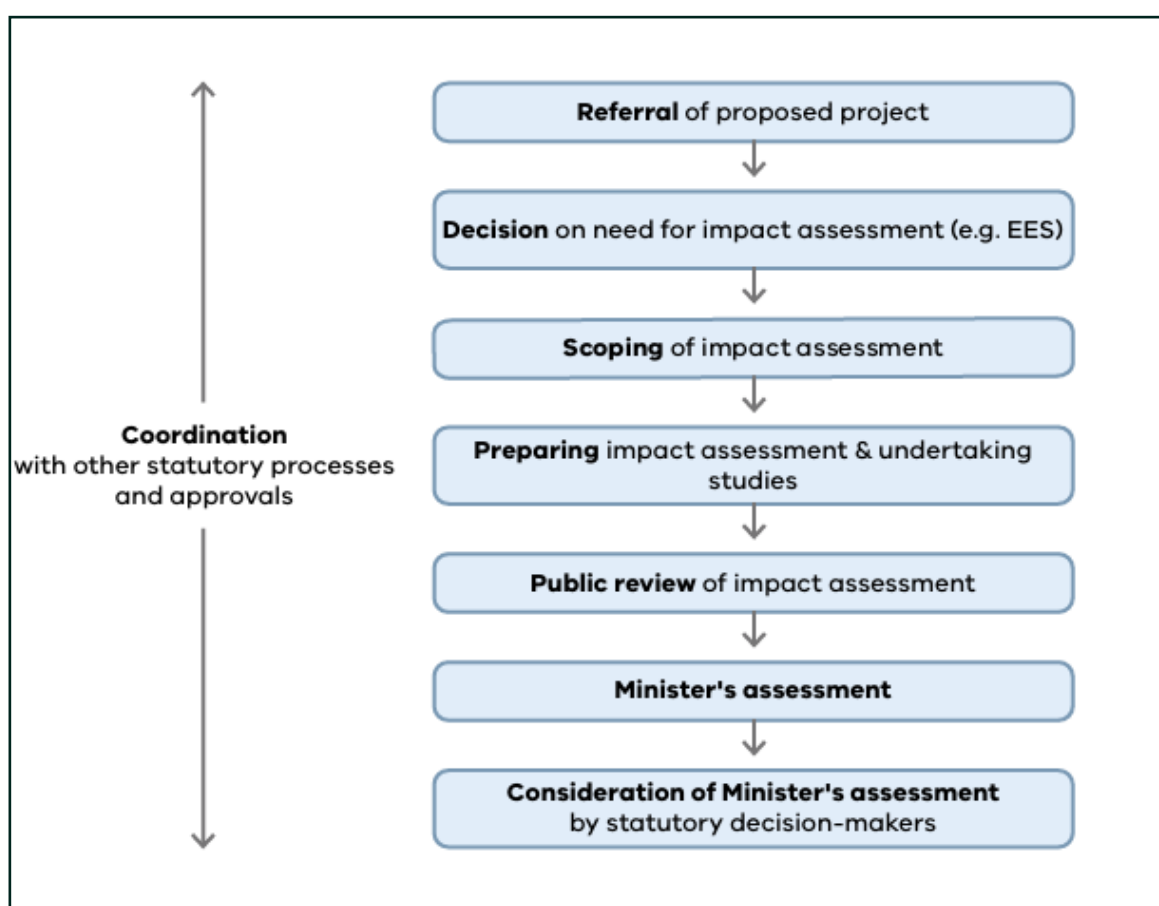 Referral of proposed project
Decision on need for impact assessment (e.g. EES)
Scoping of impact assessment
Coordination
with other statutory processes
and approvals
Preparing impact assessment & undertaking
studies
Public review of impact assessment
Minister's assessment
Consideration of Minister's assessment
by statutory decision-makers